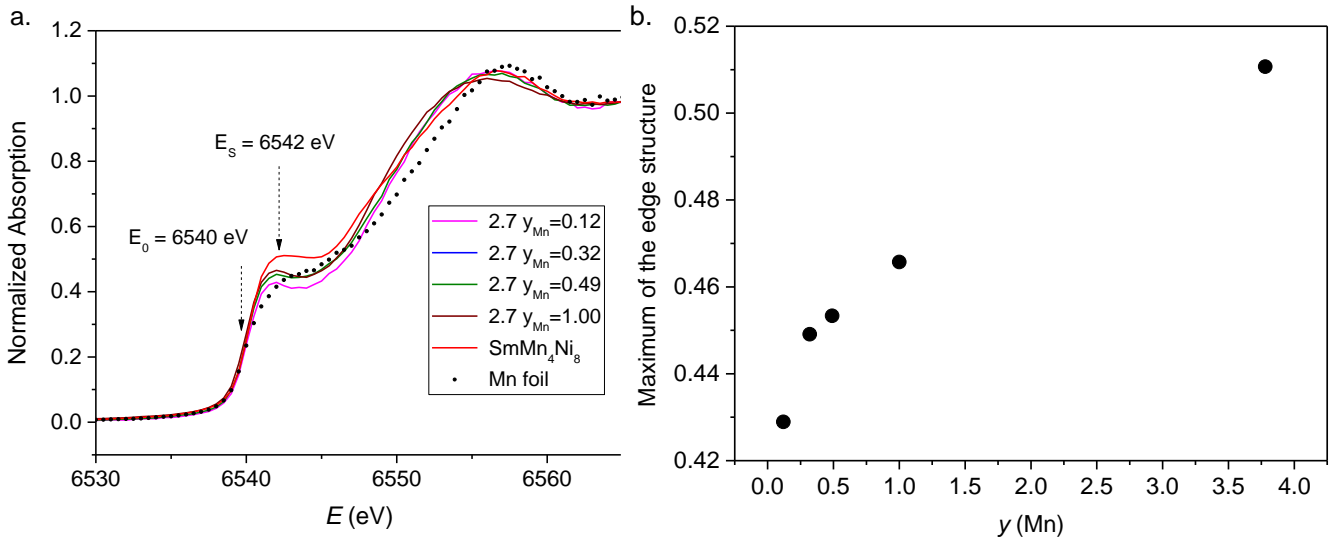 a.
1.2
1.0
0.8
0.6
0.4
0.2
0.0
Normalized Absorption
E_S = 6542 eV
E_0 = 6540 eV
2.7 y_Mn=0.12
2.7 y_Mn=0.32
2.7 y_Mn=0.49
2.7 y_Mn=1.00
SmMn_4Ni_8
Mn foil
6530 6540 6550 6560
E (eV)
b.
0.52
0.50
0.48
0.46
0.44
0.42
Maximum of the edge structure
0.0 0.5 1.0 1.5 2.0 2.5 3.0 3.5 4.0
y (Mn)